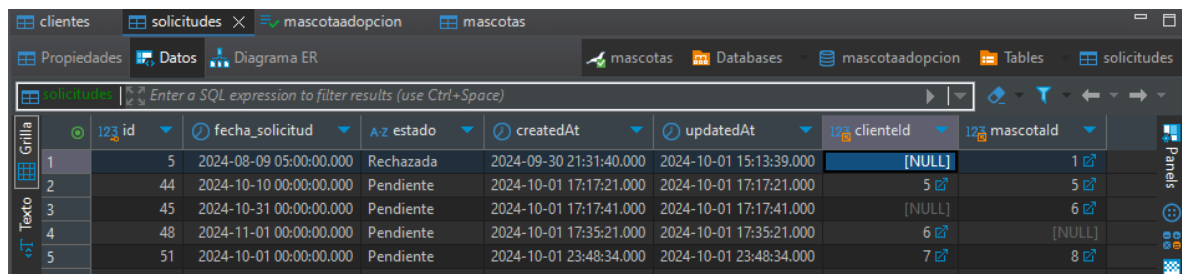 clientes solicitudes mascotaadopcion mascotas
Propiedades Datos Diagrama ER mascotas Databases mascotaadopcion Tables solicitudes
solicitudes Enter a SQL expression to filter results (use Ctrl+Space)
Grilla 123 id fecha_solicitud A-Z estado createdAt updatedAt 123 clienteId 123 mascotaId Panels
1 5 2024-08-09 05:00:00.000 Rechazada 2024-09-30 21:31:40.000 2024-10-01 15:13:39.000 [NULL] 1
2 44 2024-10-10 00:00:00.000 Pendiente 2024-10-01 17:17:21.000 2024-10-01 17:17:21.000 5 5
Texto 3 45 2024-10-31 00:00:00.000 Pendiente 2024-10-01 17:17:41.000 2024-10-01 17:17:41.000 [NULL] 6
4 48 2024-11-01 00:00:00.000 Pendiente 2024-10-01 17:35:21.000 2024-10-01 17:35:21.000 6 [NULL]
5 51 2024-10-01 00:00:00.000 Pendiente 2024-10-01 23:48:34.000 2024-10-01 23:48:34.000 7 8